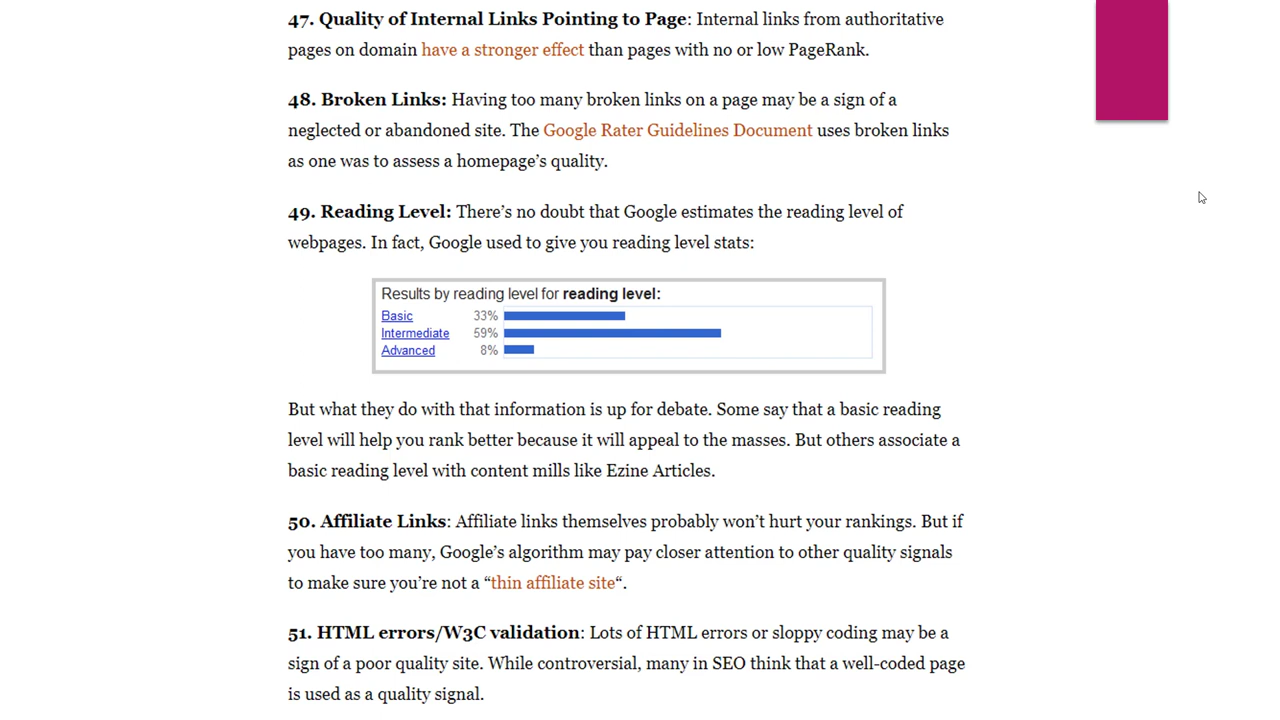 47. Quality of Internal Links Pointing to Page: Internal links from authoritative
pages on domain have a stronger effect than pages with no or low PageRank.
48. Broken Links: Having too many broken links on a page may be a sign of a
neglected or abandoned site. The Google Rater Guidelines Document uses broken links
as one was to assess a homepage’s quality.
49. Reading Level: There’s no doubt that Google estimates the reading level of
webpages. In fact, Google used to give you reading level stats:
Results by reading level for reading level:
Basic 33%
Intermediate 59%
Advanced 8%
But what they do with that information is up for debate. Some say that a basic reading
level will help you rank better because it will appeal to the masses. But others associate a
basic reading level with content mills like Ezine Articles.
50. Affiliate Links: Affiliate links themselves probably won’t hurt your rankings. But if
you have too many, Google’s algorithm may pay closer attention to other quality signals
to make sure you’re not a “thin affiliate site“.
51. HTML errors/W3C validation: Lots of HTML errors or sloppy coding may be a
sign of a poor quality site. While controversial, many in SEO think that a well-coded page
is used as a quality signal.